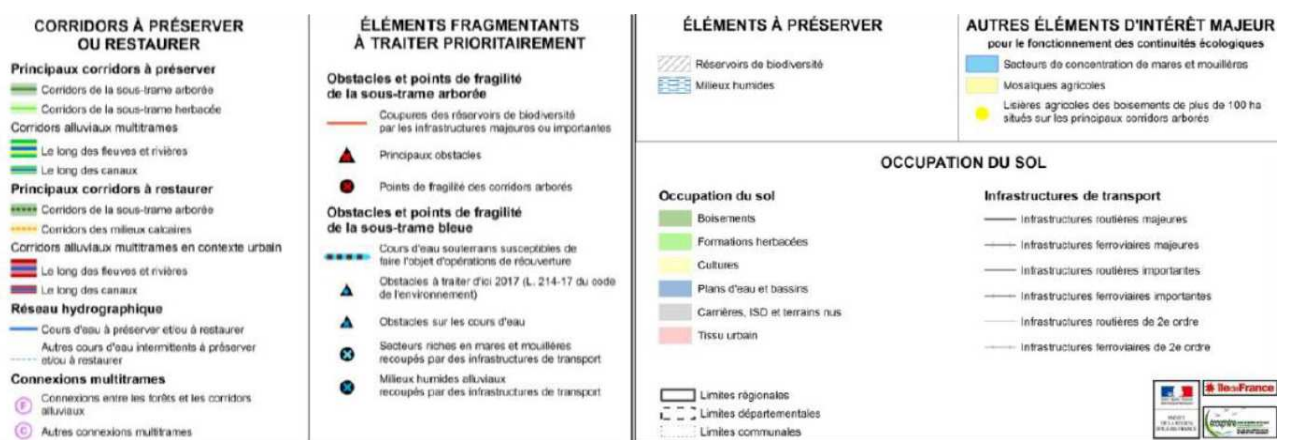 CORRIDORS À PRÉSERVER
OU RESTAURER
Principaux corridors à préserver
Corridors de la sous-trame arborée
Corridors de la sous-trame herbacée
Corridors alluviaux multitrames
Le long des fleuves et rivières
Le long des canaux
Principaux corridors à restaurer
Corridors de la sous-trame arborée
Corridors des milieux calcaires
Corridors alluviaux multitrames en contexte urbain
Le long des fleuves et rivières
Le long des canaux
Réseau hydrographique
Cours d'eau à préserver et/ou à restaurer
Autres cours d'eau intermittents à préserver
et/ou à restaurer
Connexions multitrames
F
Connexions entre les forêts et les corridors
alluviaux
C
Autres connexions multitrames
ÉLÉMENTS FRAGMENTANTS
À TRAITER PRIORITAIREMENT
Obstacles et points de fragilité
de la sous-trame arborée
Coupures des réservoirs de biodiversité
par les infrastructures majeures ou importantes
Principaux obstacles
Points de fragilité des corridors arborés
Obstacles et points de fragilité
de la sous-trame bleue
Cours d'eau souterrains susceptibles de
faire l'objet d'opérations de réouverture
Obstacles à traiter d'ici 2017 (L. 214-17 du code
de l'environnement)
Obstacles sur les cours d'eau
Secteurs riches en mares et mouillères
recoupés par des infrastructures de transport
Milieux humides alluviaux
recoupés par des infrastructures de transport
ÉLÉMENTS À PRÉSERVER
Réservoirs de biodiversité
Milieux humides
AUTRES ÉLÉMENTS D'INTÉRÊT MAJEUR
pour le fonctionnement des continuités écologiques
Secteurs de concentration de mares et mouillères
Mosaïques agricoles
Lisières agricoles des boisements de plus de 100 ha
situés sur les principaux corridors arborés
OCCUPATION DU SOL
Occupation du sol
Boisements
Formations herbacées
Cultures
Plans d'eau et bassins
Carrières, ISD et terrains nus
Tissu urbain
Limites régionales
Limites départementales
Limites communales
Infrastructures de transport
Infrastructures routières majeures
Infrastructures ferroviaires majeures
Infrastructures routières importantes
Infrastructures ferroviaires importantes
Infrastructures routières de 2e ordre
Infrastructures ferroviaires de 2e ordre
îledeFrance